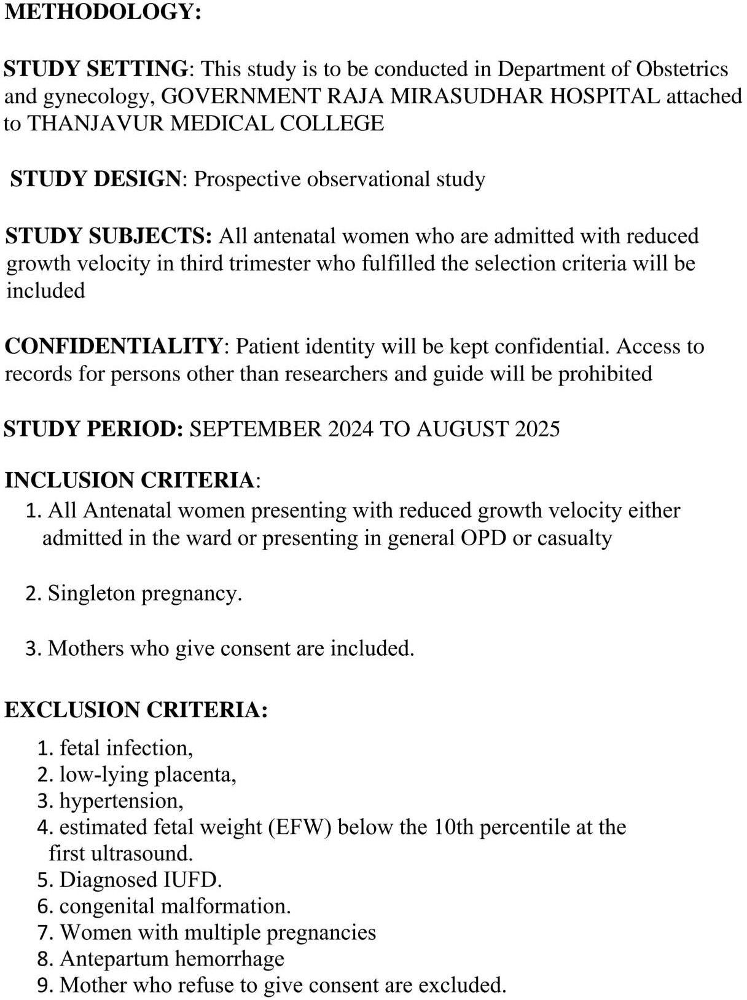 METHODOLOGY:
STUDY SETTING: This study is to be conducted in Department of Obstetrics
and gynecology, GOVERNMENT RAJA MIRASUDHAR HOSPITAL attached
to THANJAVUR MEDICAL COLLEGE
STUDY DESIGN: Prospective observational study
STUDY SUBJECTS: All antenatal women who are admitted with reduced
growth velocity in third trimester who fulfilled the selection criteria will be
included
CONFIDENTIALITY: Patient identity will be kept confidential. Access to
records for persons other than researchers and guide will be prohibited
STUDY PERIOD: SEPTEMBER 2024 TO AUGUST 2025
INCLUSION CRITERIA:
1. All Antenatal women presenting with reduced growth velocity either
admitted in the ward or presenting in general OPD or casualty
2. Singleton pregnancy.
3. Mothers who give consent are included.
EXCLUSION CRITERIA:
1. fetal infection,
2. low-lying placenta,
3. hypertension,
4. estimated fetal weight (EFW) below the 10th percentile at the
first ultrasound.
5. Diagnosed IUFD.
6. congenital malformation.
7. Women with multiple pregnancies
8. Antepartum hemorrhage
9. Mother who refuse to give consent are excluded.